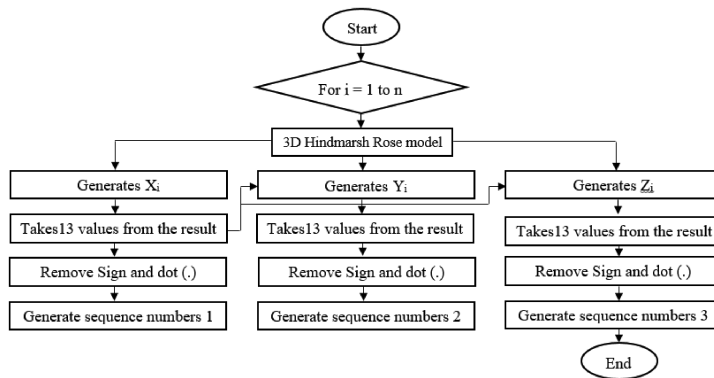 Start
For i = 1 to n
3D Hindmarsh Rose model
Generates Xi
Generates Yi
Generates Zi
Takes13 values from the result
Takes13 values from the result
Takes13 values from the result
Remove Sign and dot (.)
Remove Sign and dot (.)
Remove Sign and dot (.)
Generate sequence numbers 1
Generate sequence numbers 2
Generate sequence numbers 3
End